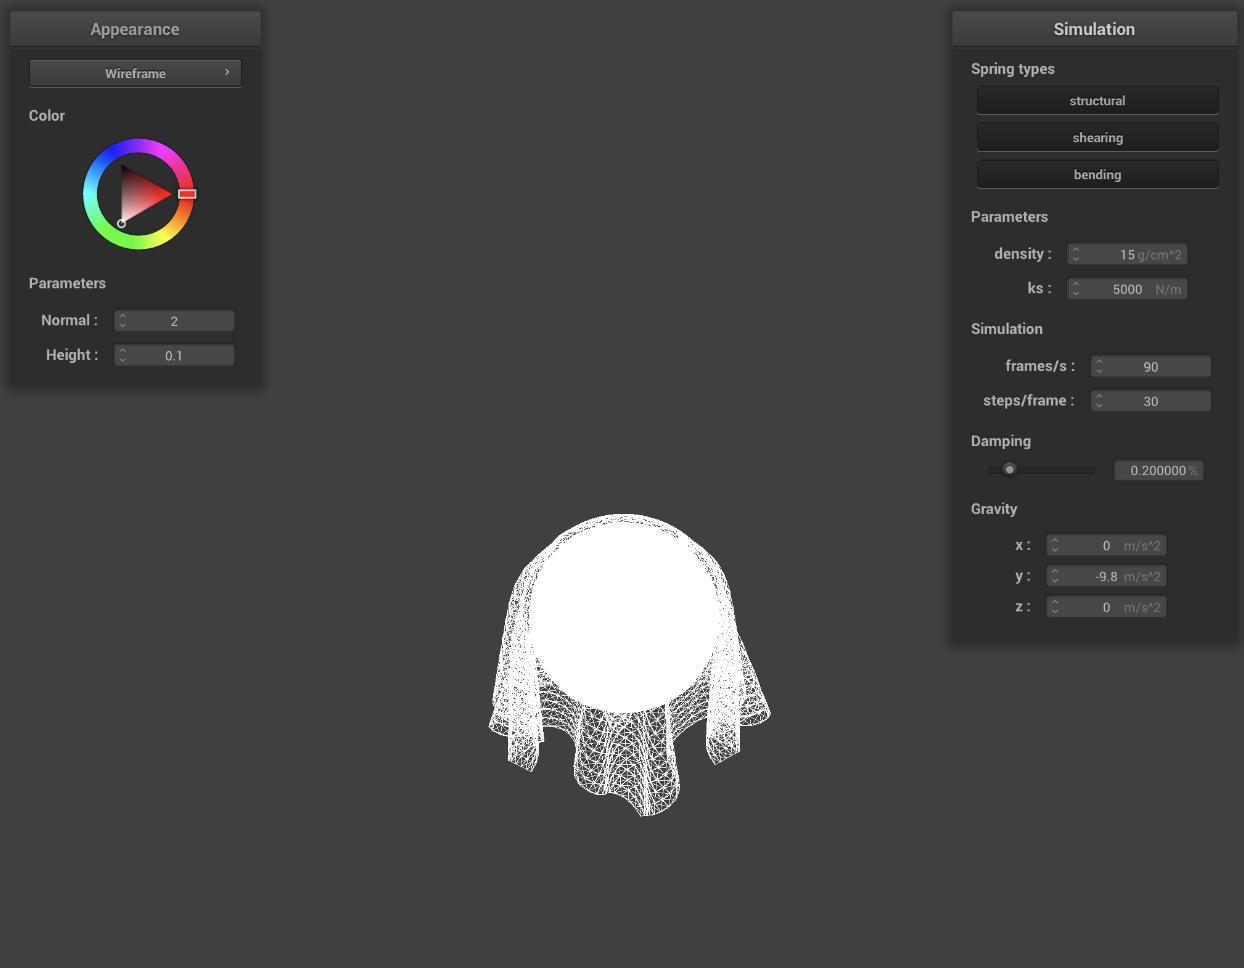 Appearance
Wireframe
Color
Parameters
Normal : 2
Height : 0.1
Simulation
Spring types
structural
shearing
bending
Parameters
density : 15 g/cm^2
ks : 5000 N/m
Simulation
frames/s : 90
steps/frame : 30
Damping
0.200000 %
Gravity
x : 0 m/s^2
y : -9.8 m/s^2
z : 0 m/s^2